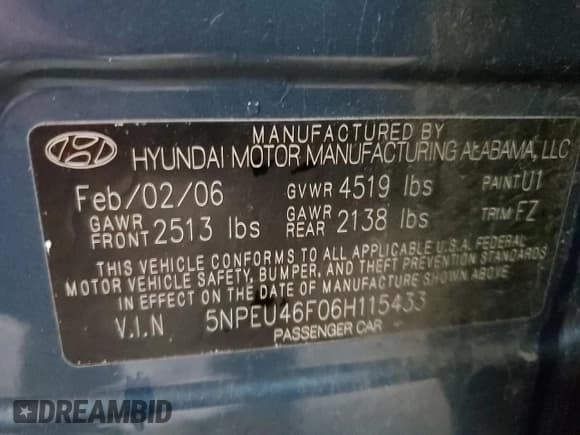 MANUFACTURED BY
HYUNDAI MOTOR MANUFACTURING ALABAMA, LLC
Feb/02/06 GVWR 4519 lbs PAINT U1
GAWR FRONT 2513 lbs GAWR REAR 2138 lbs TRIM FZ
THIS VEHICLE CONFORMS TO ALL APPLICABLE U.S.A. FEDERAL
MOTOR VEHICLE SAFETY, BUMPER, AND THEFT PREVENTION STANDARDS
IN EFFECT ON THE DATE OF MANUFACTURE SHOWN ABOVE
V.I.N 5NPEU46F06H115433
PASSENGER CAR
DREAMBID